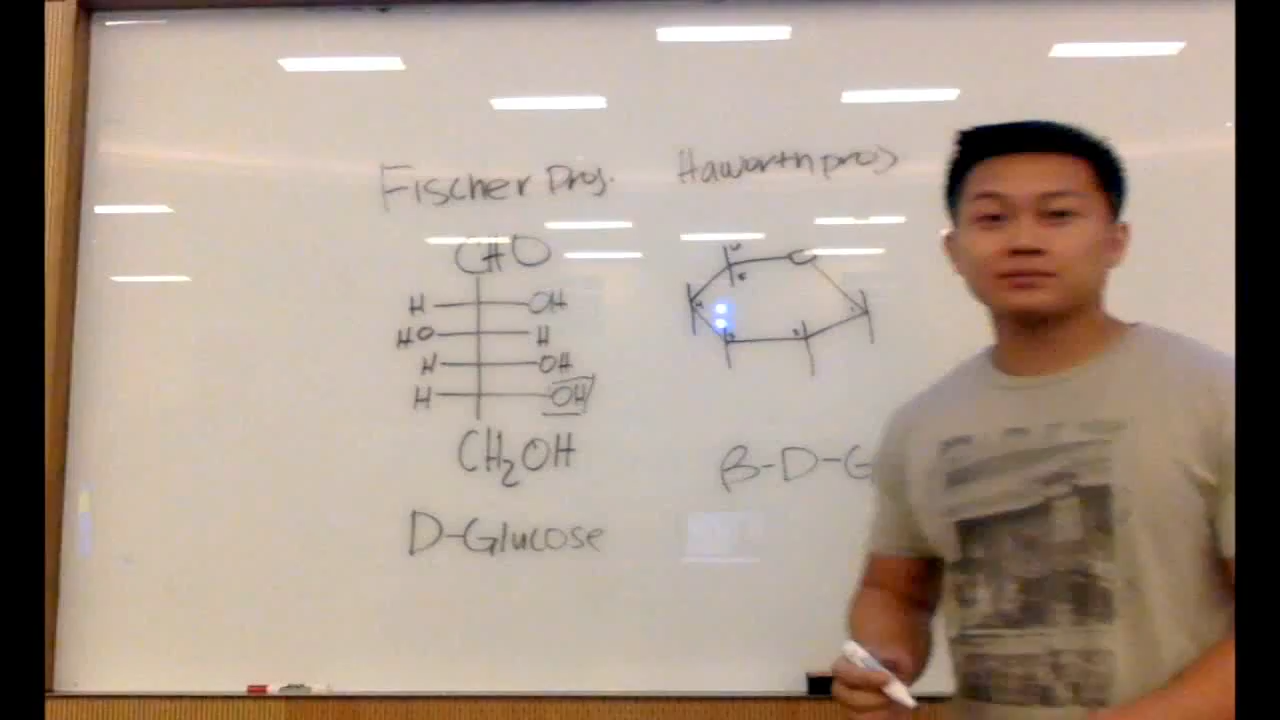 Fischer Proj.
Haworth proj
CHO
H OH
HO H
H OH
H OH
CH2OH
D-Glucose
β-D-G